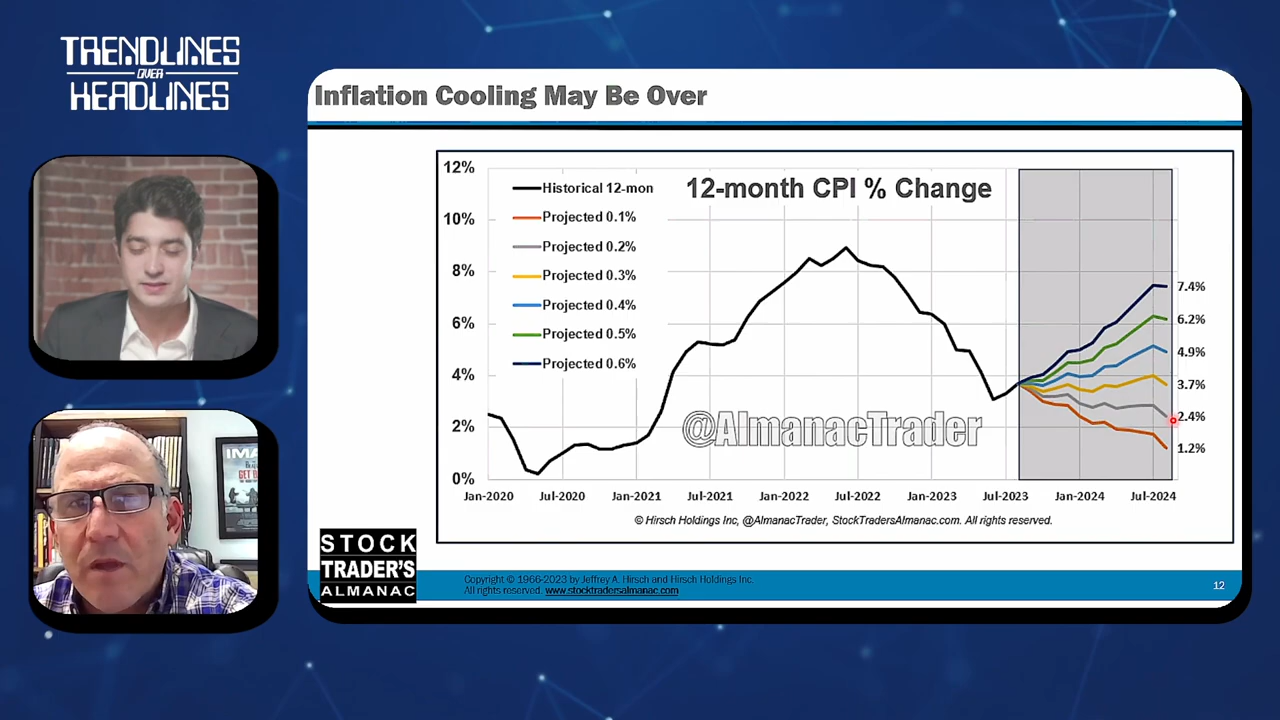 TRENDLINES
OVER
HEADLINES
Inflation Cooling May Be Over
12-month CPI % Change
12%
10%
8%
6%
4%
2%
0%
Historical 12-mon
Projected 0.1%
Projected 0.2%
Projected 0.3%
Projected 0.4%
Projected 0.5%
Projected 0.6%
7.4%
6.2%
4.9%
3.7%
2.4%
1.2%
@AlmanacTrader
Jan-2020 Jul-2020 Jan-2021 Jul-2021 Jan-2022 Jul-2022 Jan-2023 Jul-2023 Jan-2024 Jul-2024
© Hirsch Holdings Inc, @AlmanacTrader, StockTradersAlmanac.com. All rights reserved.
IMA
GET B
STOCK
TRADER'S
ALMANAC
Copyright © 1966-2023 by Jeffrey A. Hirsch and Hirsch Holdings Inc.
All rights reserved. www.stocktradersalmanac.com
12